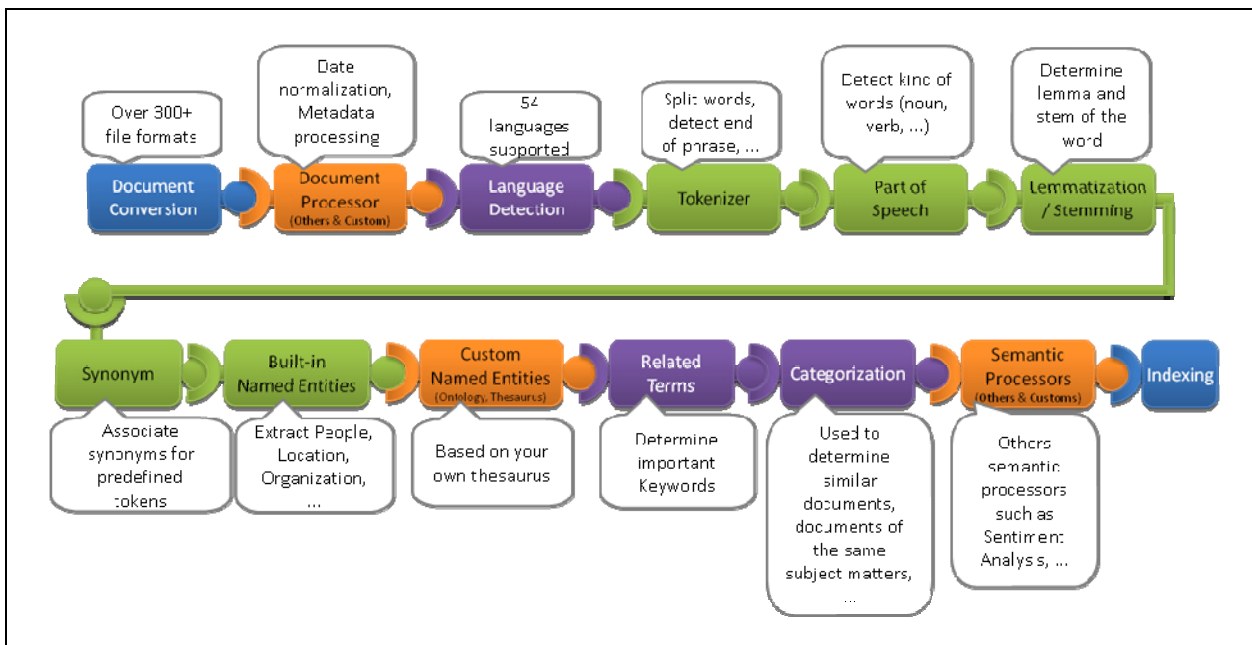 Over 300+
file formats
Date
normalization,
Metadata
processing
54
languages
supported
Split words,
detect end
of phrase, ...
Detect kind of
words (noun,
verb, ...)
Determine
lemma and
stem of the
word
Document
Conversion
Document
Processor
(Others & Custom)
Language
Detection
Tokenizer
Part of
Speech
Lemmatization
/ Stemming
Synonym
Built-in
Named Entities
Custom
Named Entities
(Ontology, Thesaurus)
Related
Terms
Categorization
Semantic
Processors
(Others & Customs)
Indexing
Associate
synonyms for
predefined
tokens
Extract People,
Location,
Organization,
...
Based on your
own thesaurus
Determine
important
Keywords
Used to
determine
similar
documents,
documents of
the same
subject matters,
...
Others
semantic
processors
such as
Sentiment
Analysis, ...